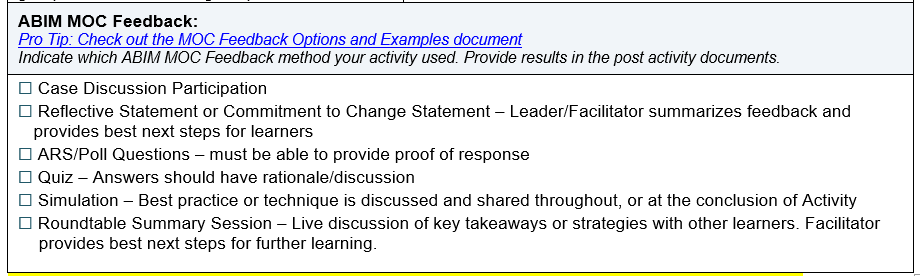 ABIM MOC Feedback:
Pro Tip: Check out the MOC Feedback Options and Examples document
Indicate which ABIM MOC Feedback method your activity used. Provide results in the post activity documents.
☐ Case Discussion Participation
☐ Reflective Statement or Commitment to Change Statement – Leader/Facilitator summarizes feedback and
provides best next steps for learners
☐ ARS/Poll Questions – must be able to provide proof of response
☐ Quiz – Answers should have rationale/discussion
☐ Simulation – Best practice or technique is discussed and shared throughout, or at the conclusion of Activity
☐ Roundtable Summary Session – Live discussion of key takeaways or strategies with other learners. Facilitator
provides best next steps for further learning.